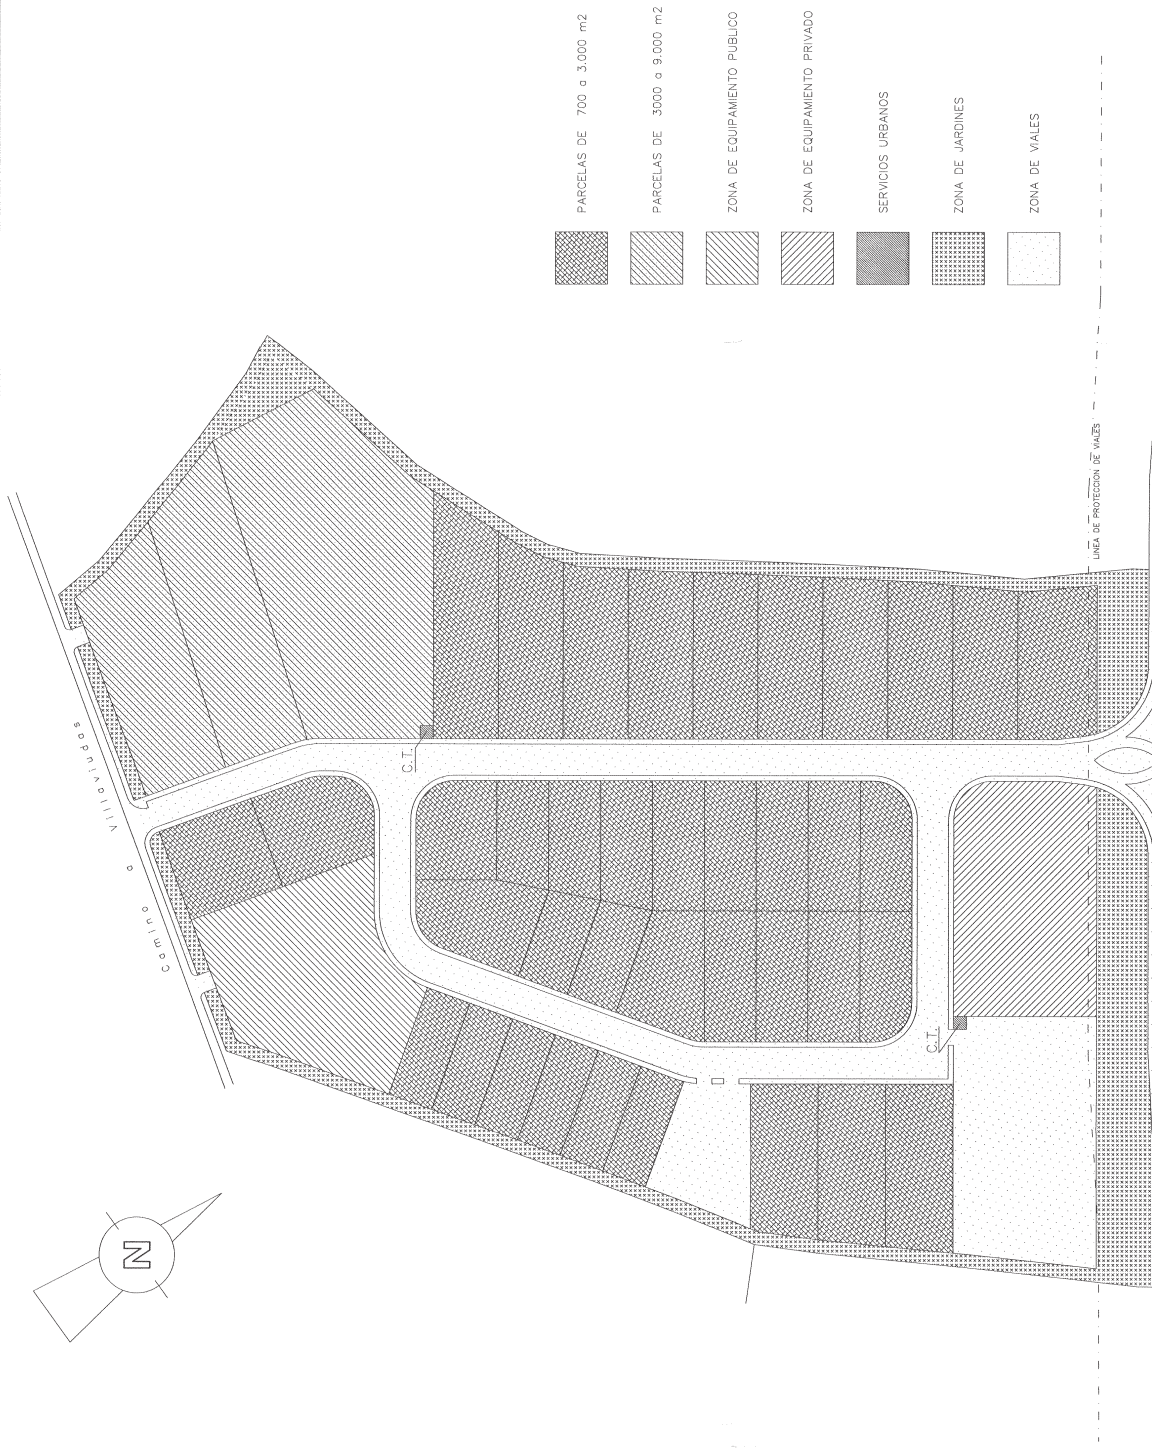 PARCELAS DE 700 a 3.000 m2
PARCELAS DE 3000 a 9.000 m2
ZONA DE EQUIPAMIENTO PUBLICO
ZONA DE EQUIPAMIENTO PRIVADO
SERVICIOS URBANOS
ZONA DE JARDINES
ZONA DE VIALES
LINEA DE PROTECCION DE VIALES
Camino a Villaviudas
C.T.
C.T.
N